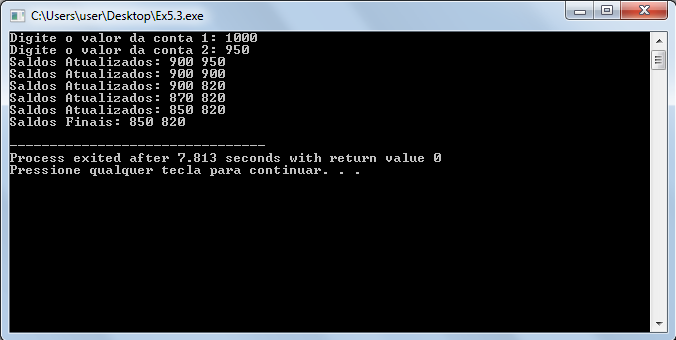 C:\Users\user\Desktop\Ex5.3.exe
Digite o valor da conta 1: 1000
Digite o valor da conta 2: 950
Saldos Atualizados: 900 950
Saldos Atualizados: 900 900
Saldos Atualizados: 900 820
Saldos Atualizados: 870 820
Saldos Atualizados: 850 820
Saldos Finais: 850 820
--------------------------------
Process exited after 7.813 seconds with return value 0
Pressione qualquer tecla para continuar. . .